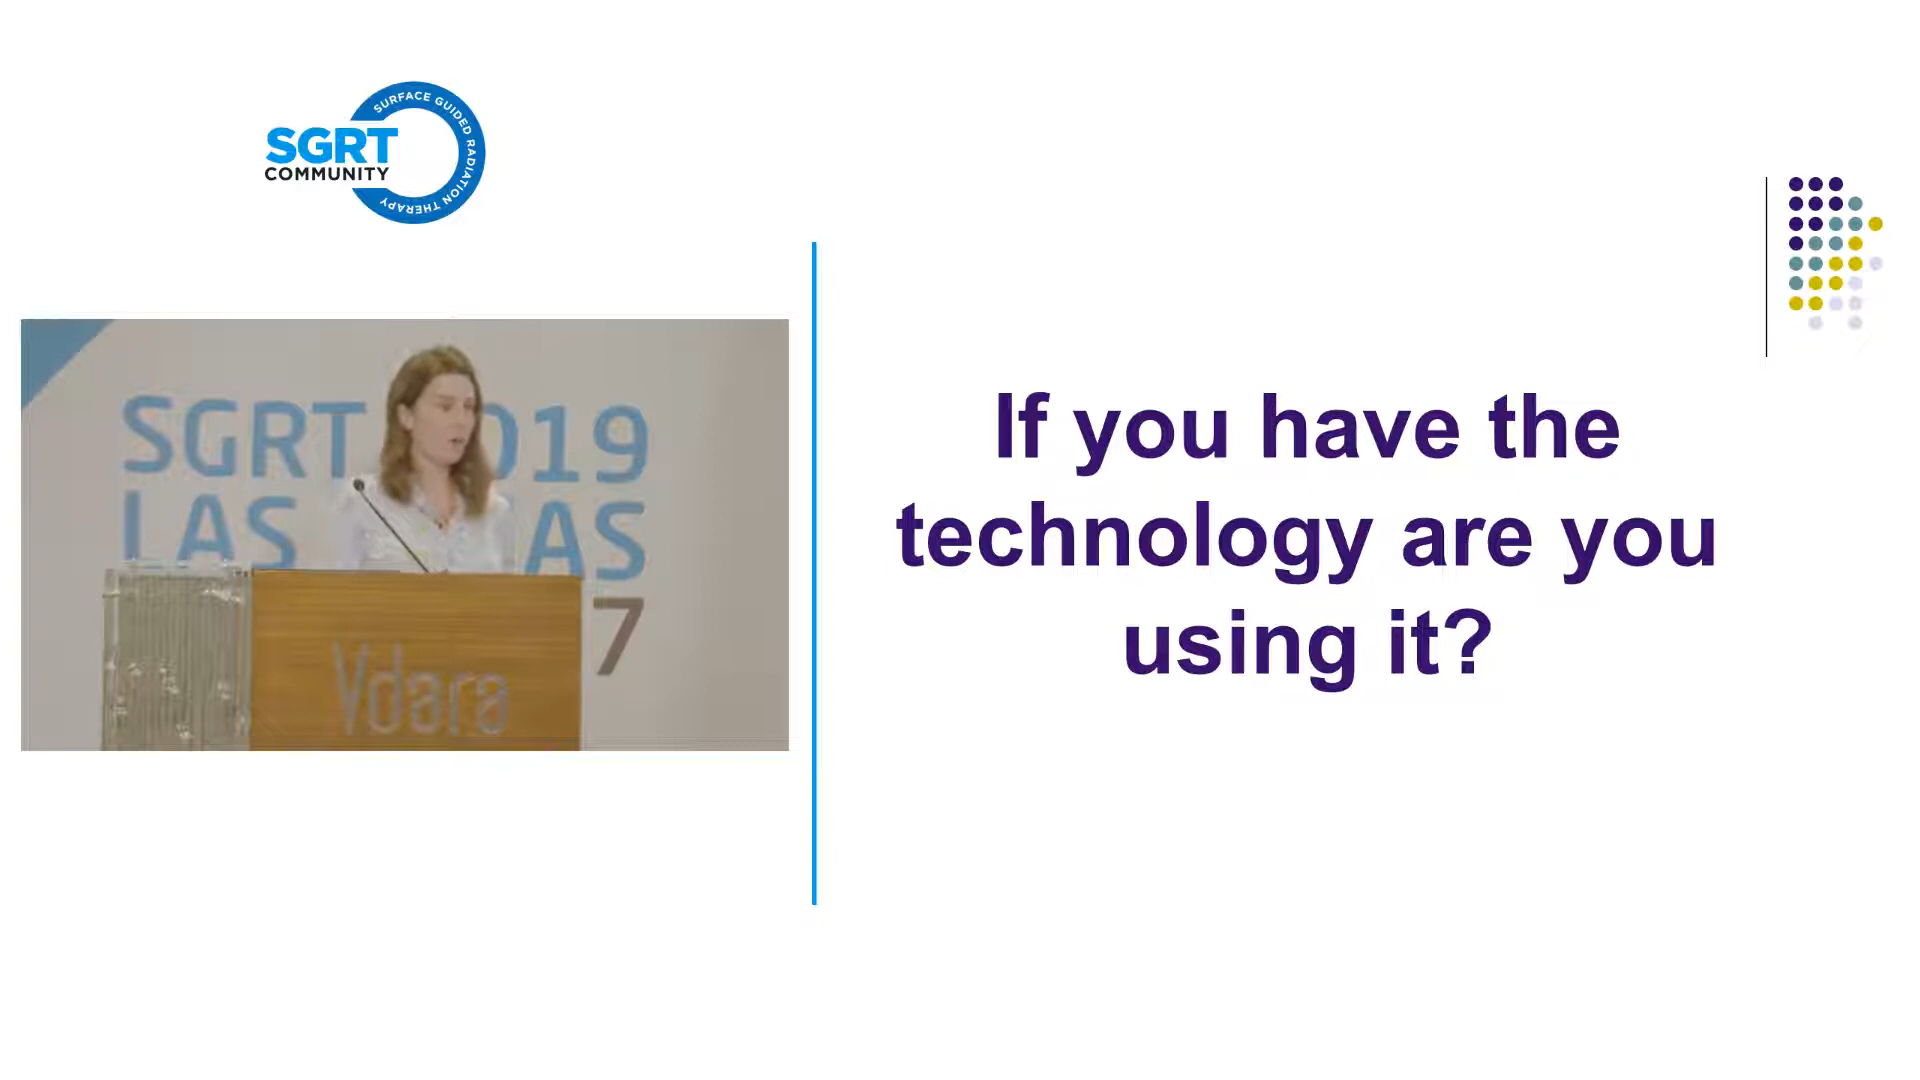 SURFACE GUIDED RADIATION THERAPY
SGRT
COMMUNITY
SGRT 2019
LAS AS
7
Vdara
If you have the
technology are you
using it?